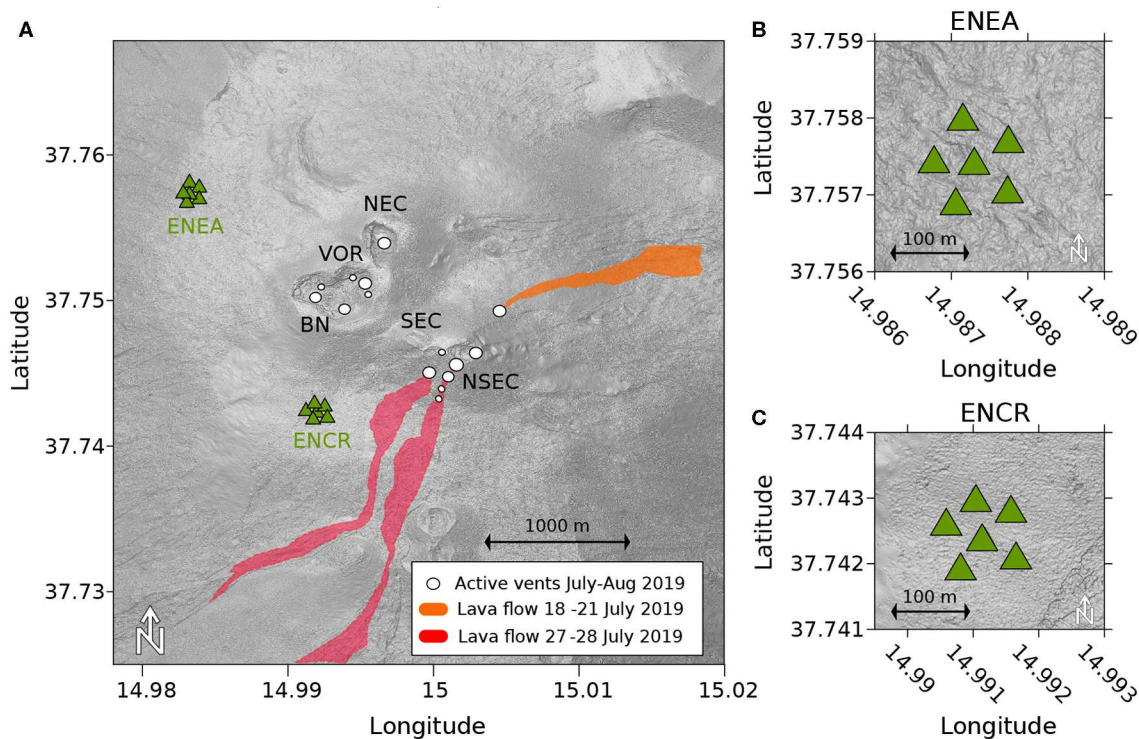 A
Latitude
37.76
37.75
37.74
37.73
14.98
14.99
15
15.01
15.02
Longitude
ENEA
NEC
VOR
BN
SEC
NSEC
ENCR
1000 m
Active vents July-Aug 2019
Lava flow 18 -21 July 2019
Lava flow 27-28 July 2019
N
B
ENEA
Latitude
37.759
37.758
37.757
37.756
100 m
N
14.986
14.987
14.988
14.989
Longitude
C
ENCR
Latitude
37.744
37.743
37.742
37.741
100 m
N
14.99
14.991
14.992
14.993
Longitude